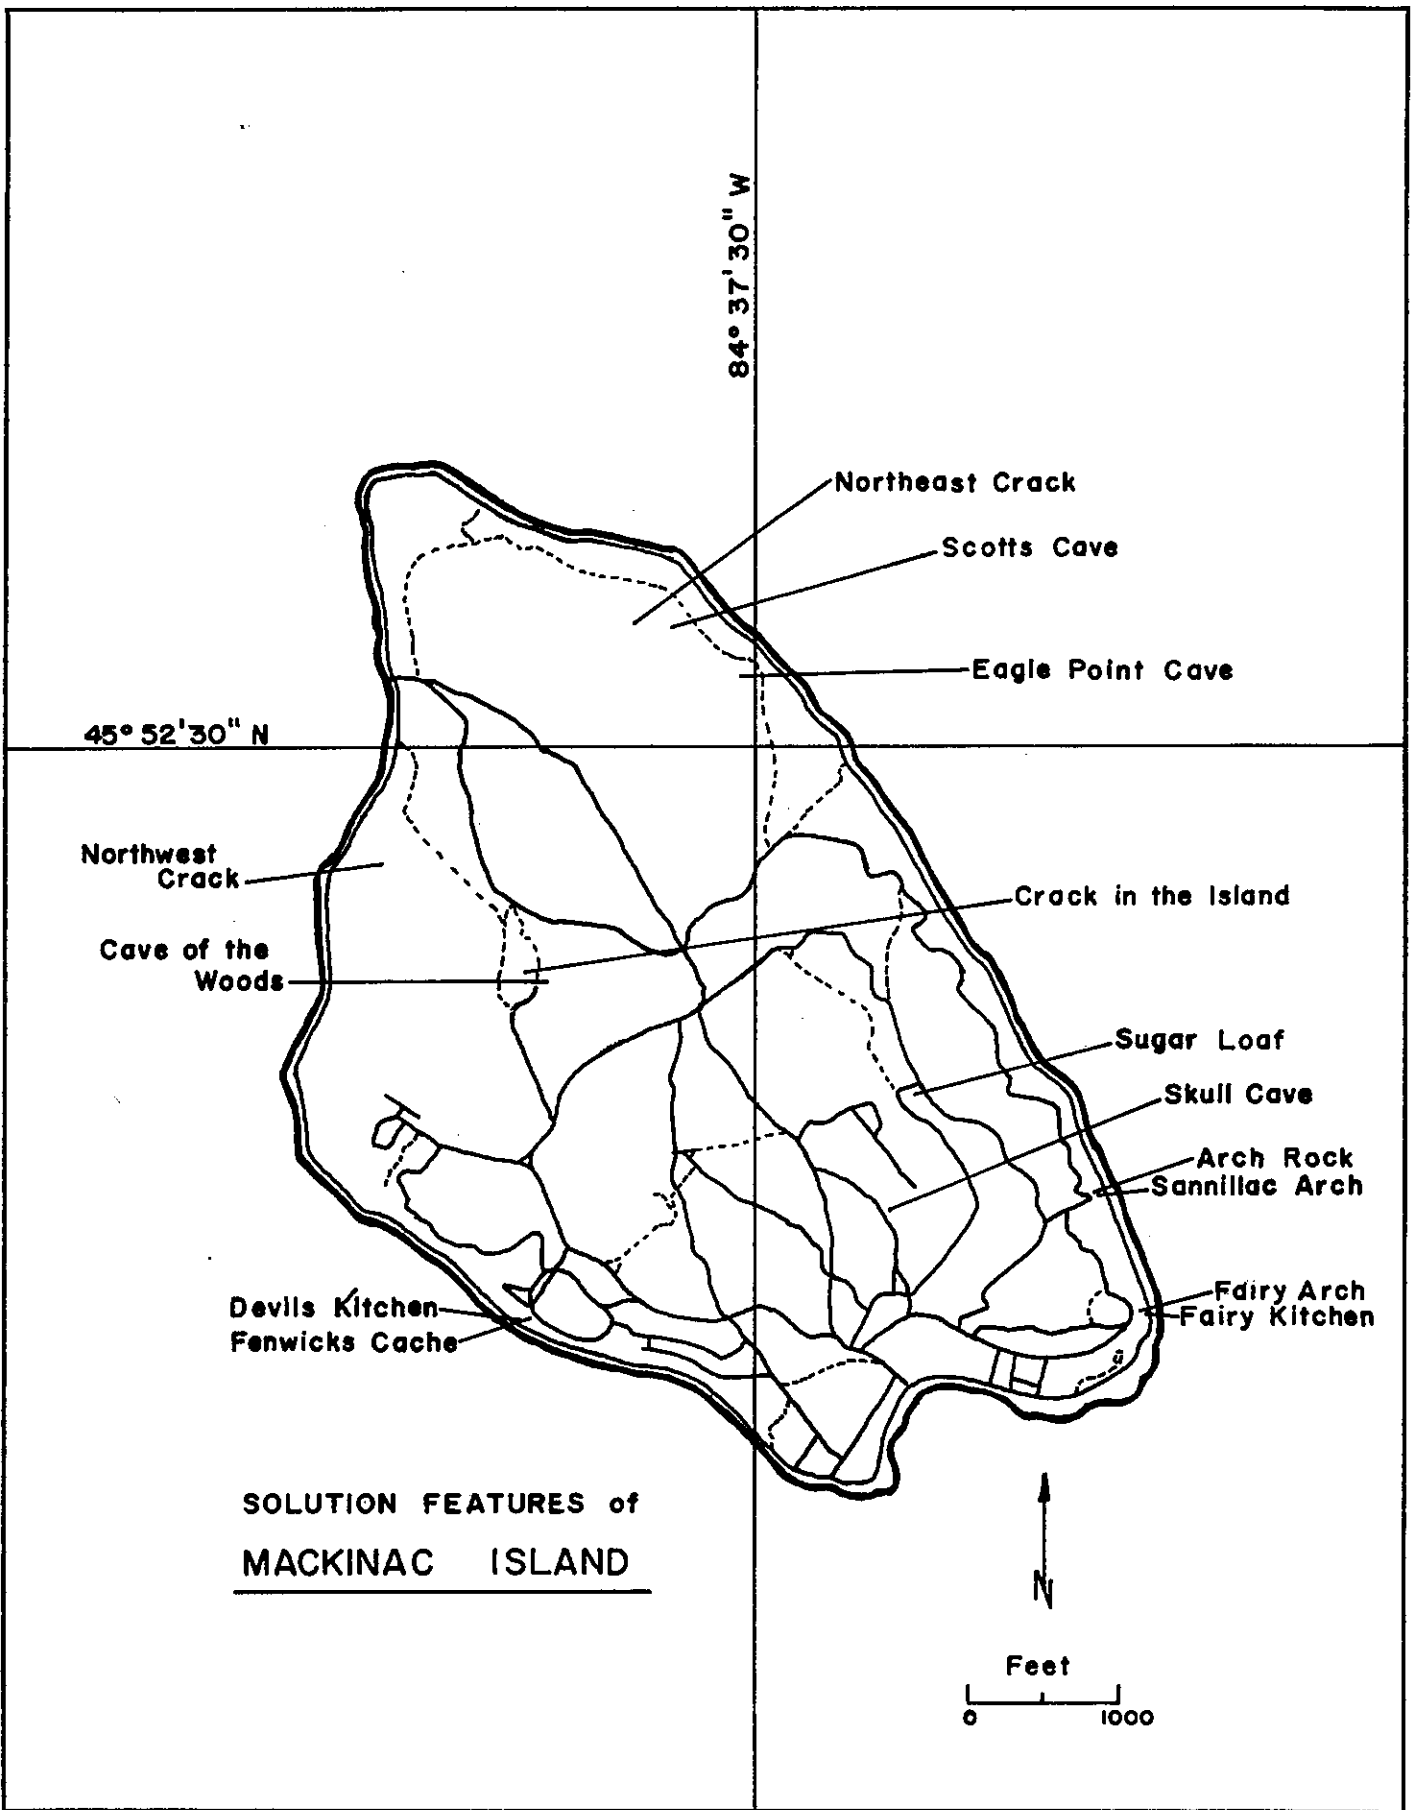 84° 37' 30" W
Northeast Crack
Scotts Cave
Eagle Point Cave
45° 52' 30" N
Northwest
Crack
Crack in the Island
Cave of the
Woods
Sugar Loaf
Skull Cave
Arch Rock
Sannillac Arch
Devils Kitchen
Fenwicks Cache
Fairy Arch
Fairy Kitchen
SOLUTION FEATURES of
MACKINAC ISLAND
N
Feet
0 1000